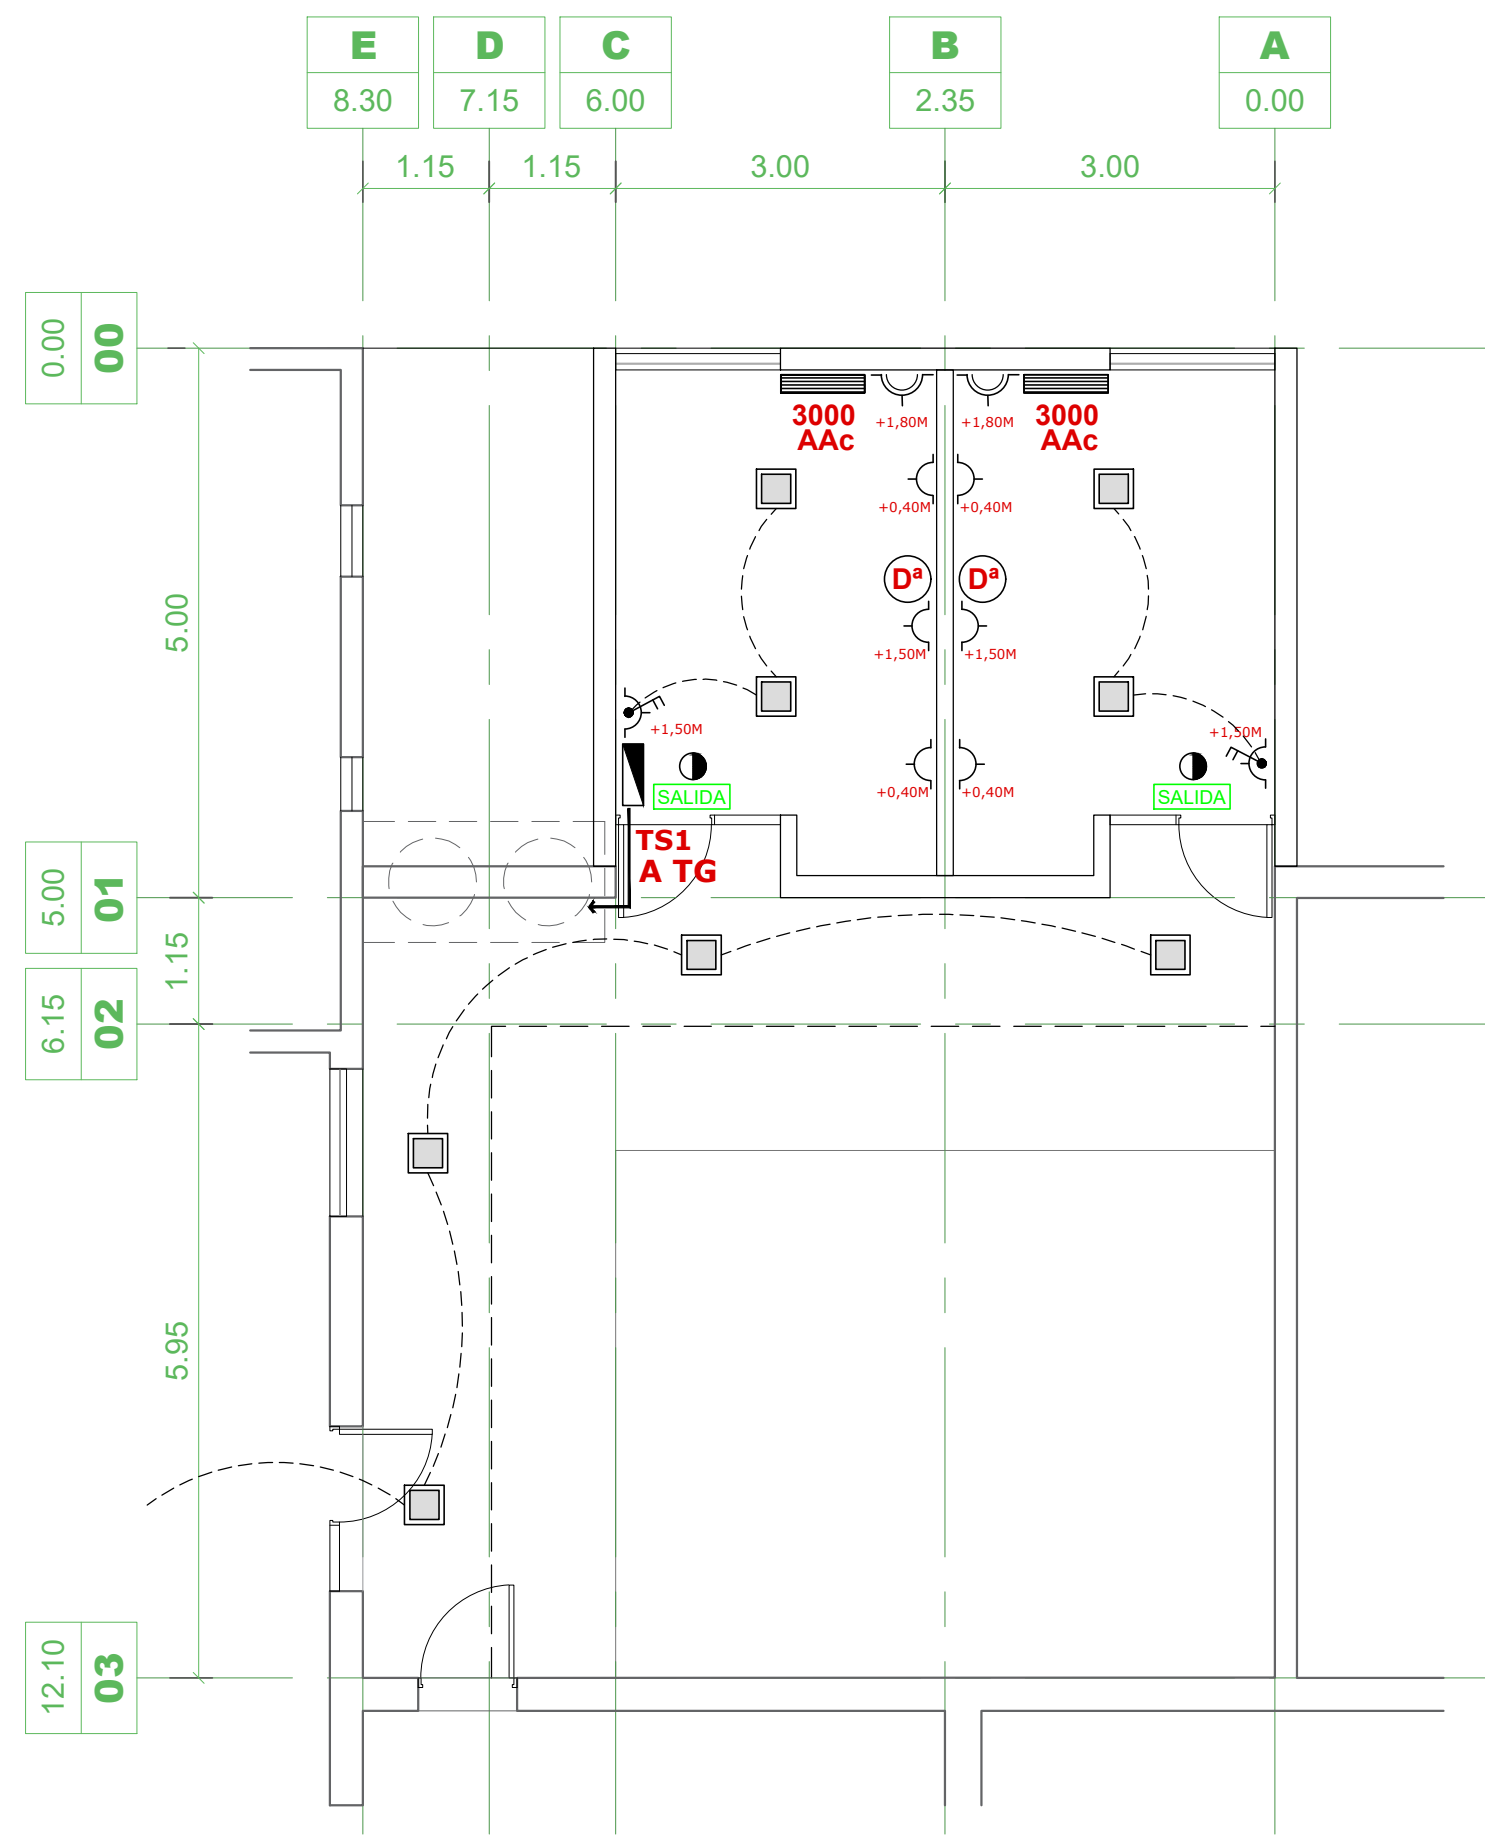 E
D
C
B
A
8.30
7.15
6.00
2.35
0.00
1.15
1.15
3.00
3.00
0.00
00
5.00
5.00
01
1.15
6.15
02
5.95
12.10
03
3000
AAc
+1,80M
+1,80M
3000
AAc
+0,40M
+0,40M
Dª
Dª
+1,50M
+1,50M
+1,50M
+1,50M
SALIDA
SALIDA
+0,40M
+0,40M
TS1
A TG